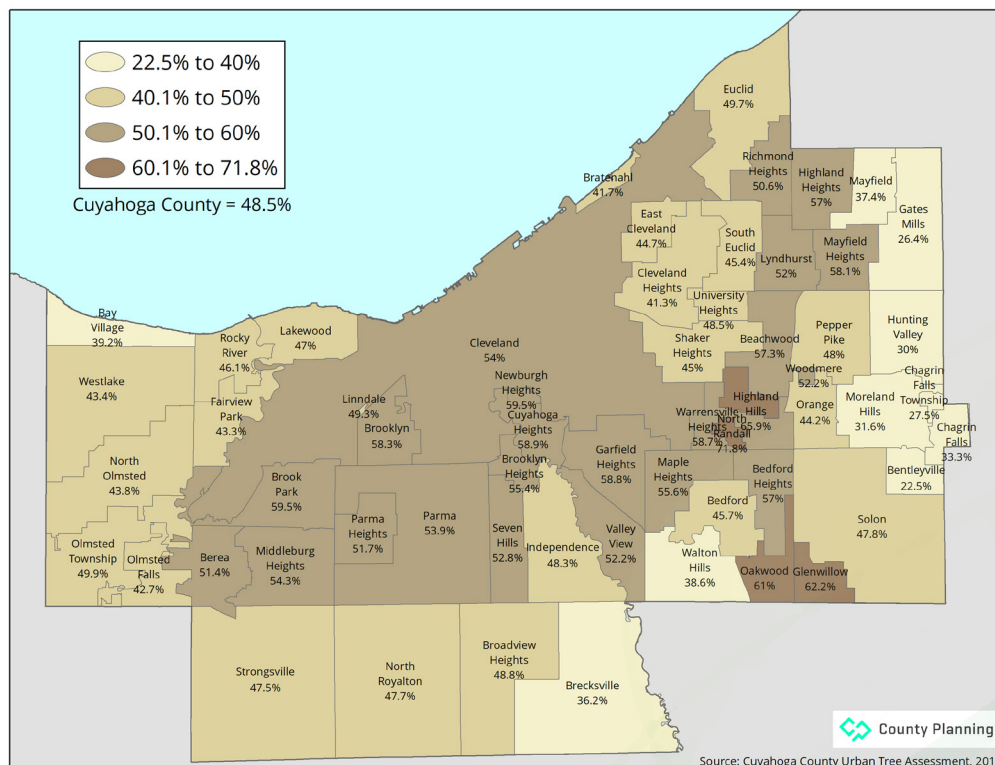 22.5% to 40%
40.1% to 50%
50.1% to 60%
60.1% to 71.8%
Cuyahoga County = 48.5%
Euclid
49.7%
Richmond
Heights
50.6%
Highland
Heights
57%
Mayfield
37.4%
Gates
Mills
26.4%
Bratenahl
41.7%
East
Cleveland
44.7%
South
Euclid
45.4%
Lyndhurst
52%
Mayfield
Heights
58.1%
Cleveland
Heights
41.3%
University
Heights
48.5%
Bay
Village
39.2%
Rocky
River
46.1%
Lakewood
47%
Cleveland
54%
Shaker
Heights
45%
Beachwood
57.3%
Pepper
Pike
48%
Hunting
Valley
30%
Westlake
43.4%
Fairview
Park
43.3%
Linndale
49.3%
Brooklyn
58.3%
Newburgh
Heights
59.5%
Cuyahoga
Heights
58.9%
Brooklyn
Heights
55.4%
Warrensville
Heights
58.7%
Highland
Hills
65.9%
North
Randall
71.8%
Woodmere
52.2%
Orange
44.2%
Moreland
Hills
31.6%
Chagrin
Falls
Township
27.5%
Chagrin
Falls
33.3%
Bentleyville
22.5%
North
Olmsted
43.8%
Brook
Park
59.5%
Garfield
Heights
58.8%
Maple
Heights
55.6%
Bedford
Heights
57%
Bedford
45.7%
Solon
47.8%
Olmsted
Township
49.9%
Olmsted
Falls
42.7%
Berea
51.4%
Middleburg
Heights
54.3%
Parma
Heights
51.7%
Parma
53.9%
Seven
Hills
52.8%
Independence
48.3%
Valley
View
52.2%
Walton
Hills
38.6%
Oakwood
61%
Glenwillow
62.2%
Strongsville
47.5%
North
Royalton
47.7%
Broadview
Heights
48.8%
Brecksville
36.2%
County Planning
Source: Cuyahoga County Urban Tree Assessment, 201